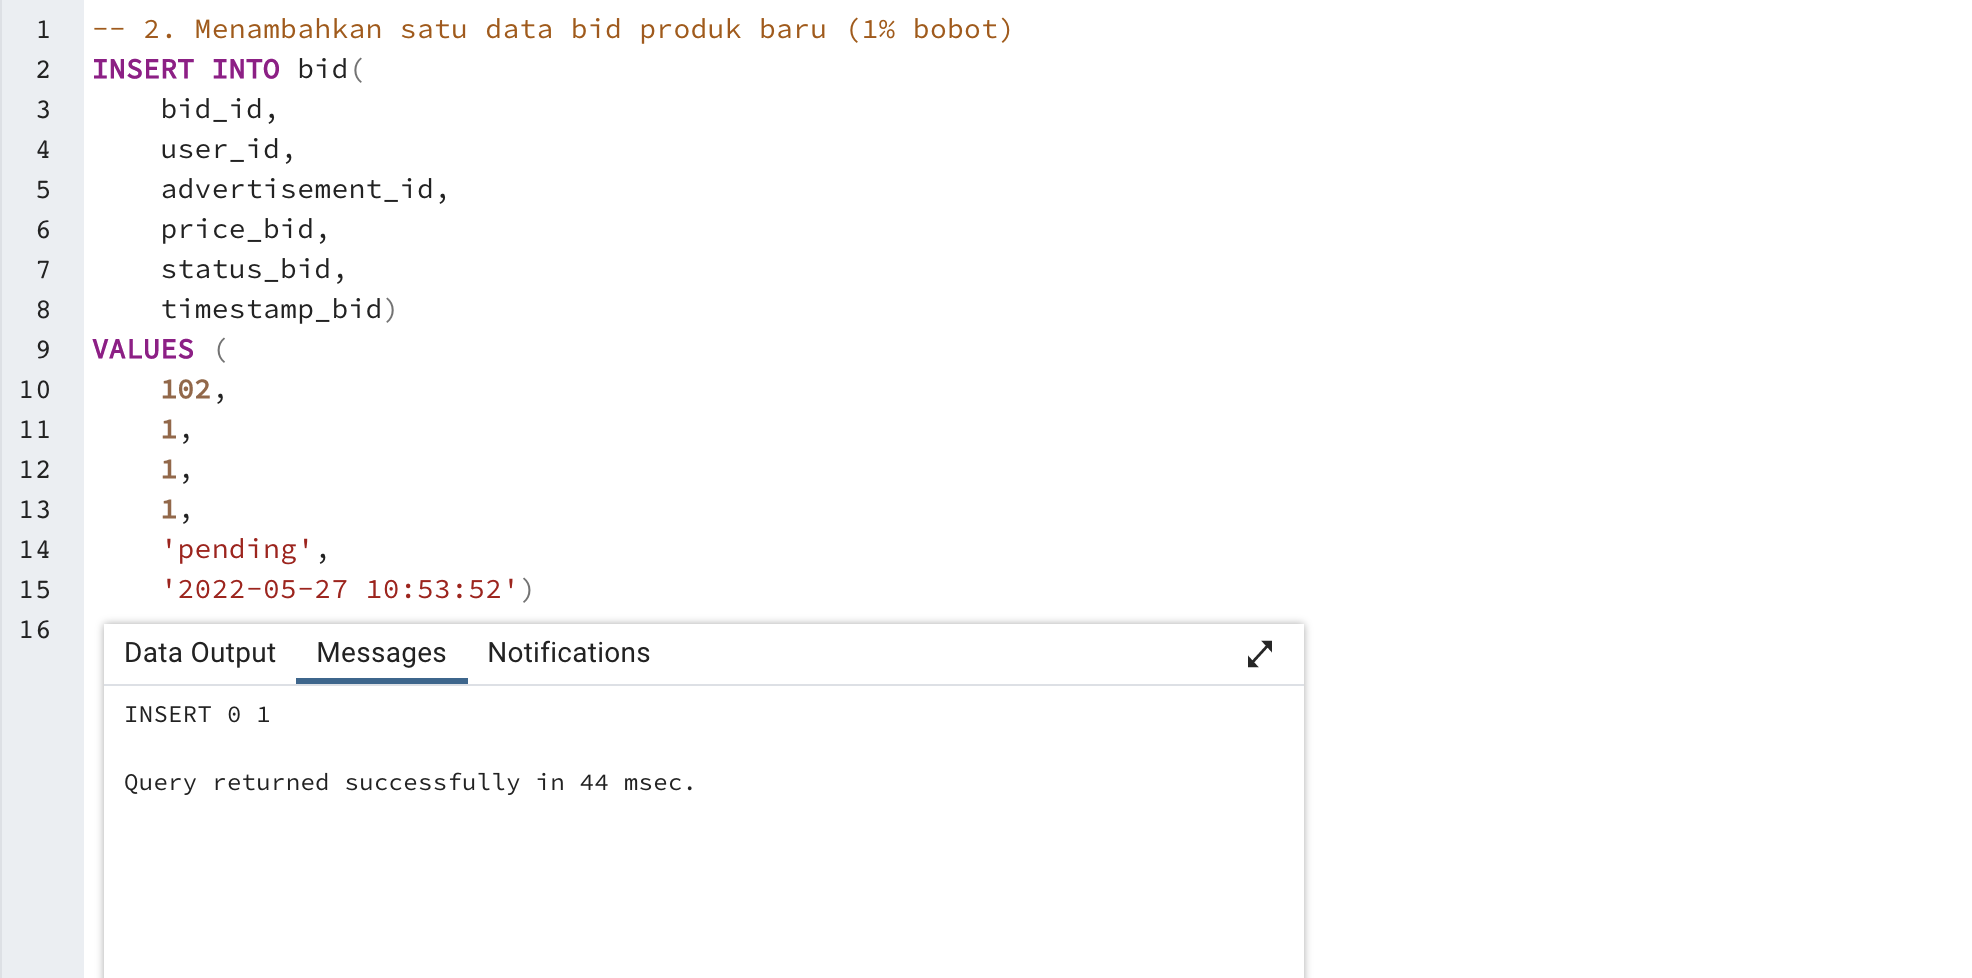 1 -- 2. Menambahkan satu data bid produk baru (1% bobot)
2 INSERT INTO bid(
3     bid_id,
4     user_id,
5     advertisement_id,
6     price_bid,
7     status_bid,
8     timestamp_bid)
9 VALUES (
10     102,
11     1,
12     1,
13     1,
14     'pending',
15     '2022-05-27 10:53:52')
16
Data Output Messages Notifications
INSERT 0 1
Query returned successfully in 44 msec.